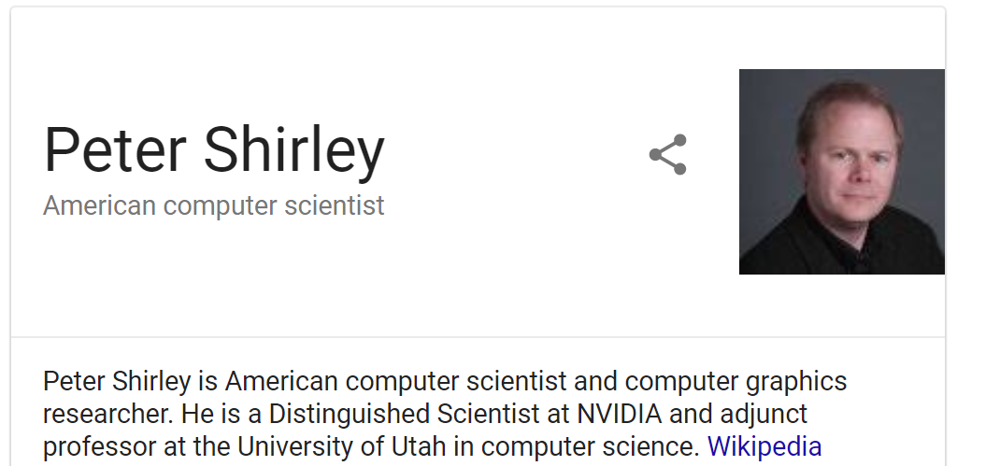 Peter Shirley
American computer scientist
Peter Shirley is American computer scientist and computer graphics
researcher. He is a Distinguished Scientist at NVIDIA and adjunct
professor at the University of Utah in computer science. Wikipedia